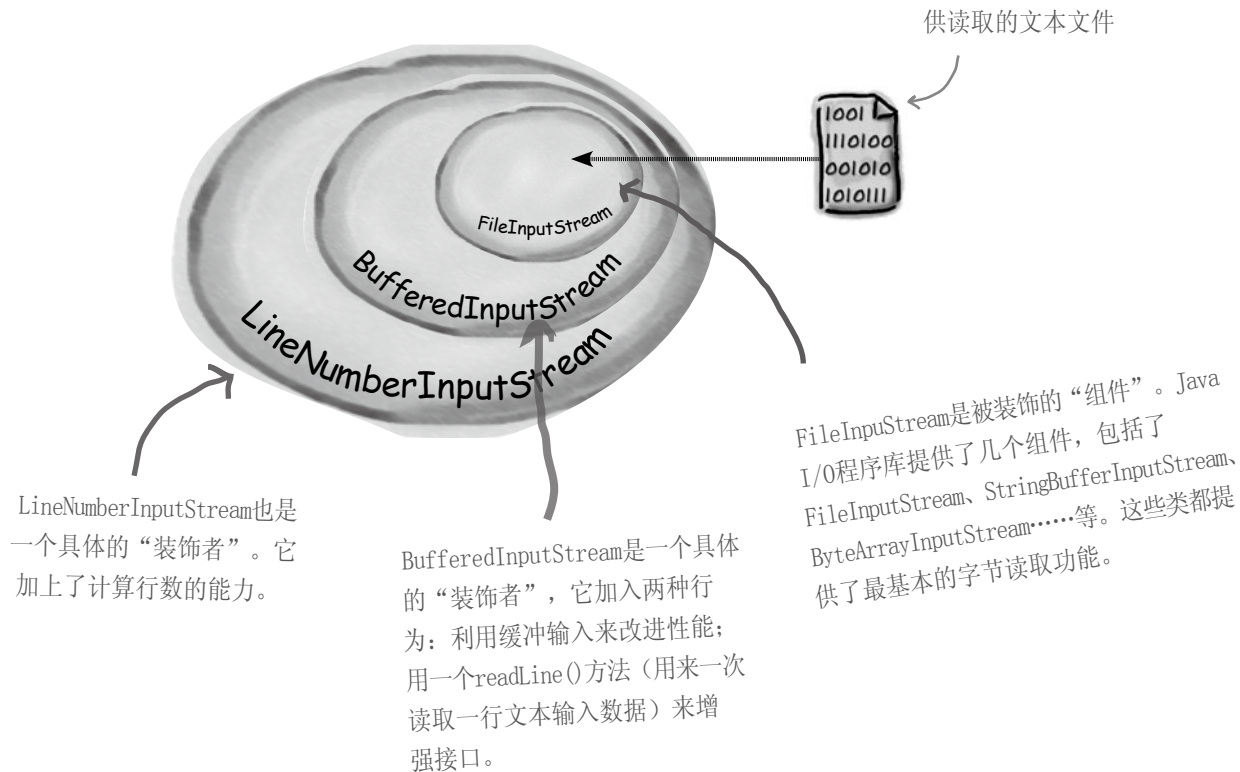 供读取的文本文件
1001
1110100
001010
1010111
FileInputStream
BufferedInputStream
LineNumberInputStream
LineNumberInputStream也是
一个具体的“装饰者”。它
加上了计算行数的能力。
BufferedInputStream是一个具体
的“装饰者”，它加入两种行
为：利用缓冲输入来改进性能；
用一个readLine()方法（用来一次
读取一行文本输入数据）来增
强接口。
FileInpuStream是被装饰的“组件”。Java
I/O程序库提供了几个组件，包括了
FileInputStream、StringBufferInputStream、
ByteArrayInputStream……等。这些类都提
供了最基本的字节读取功能。